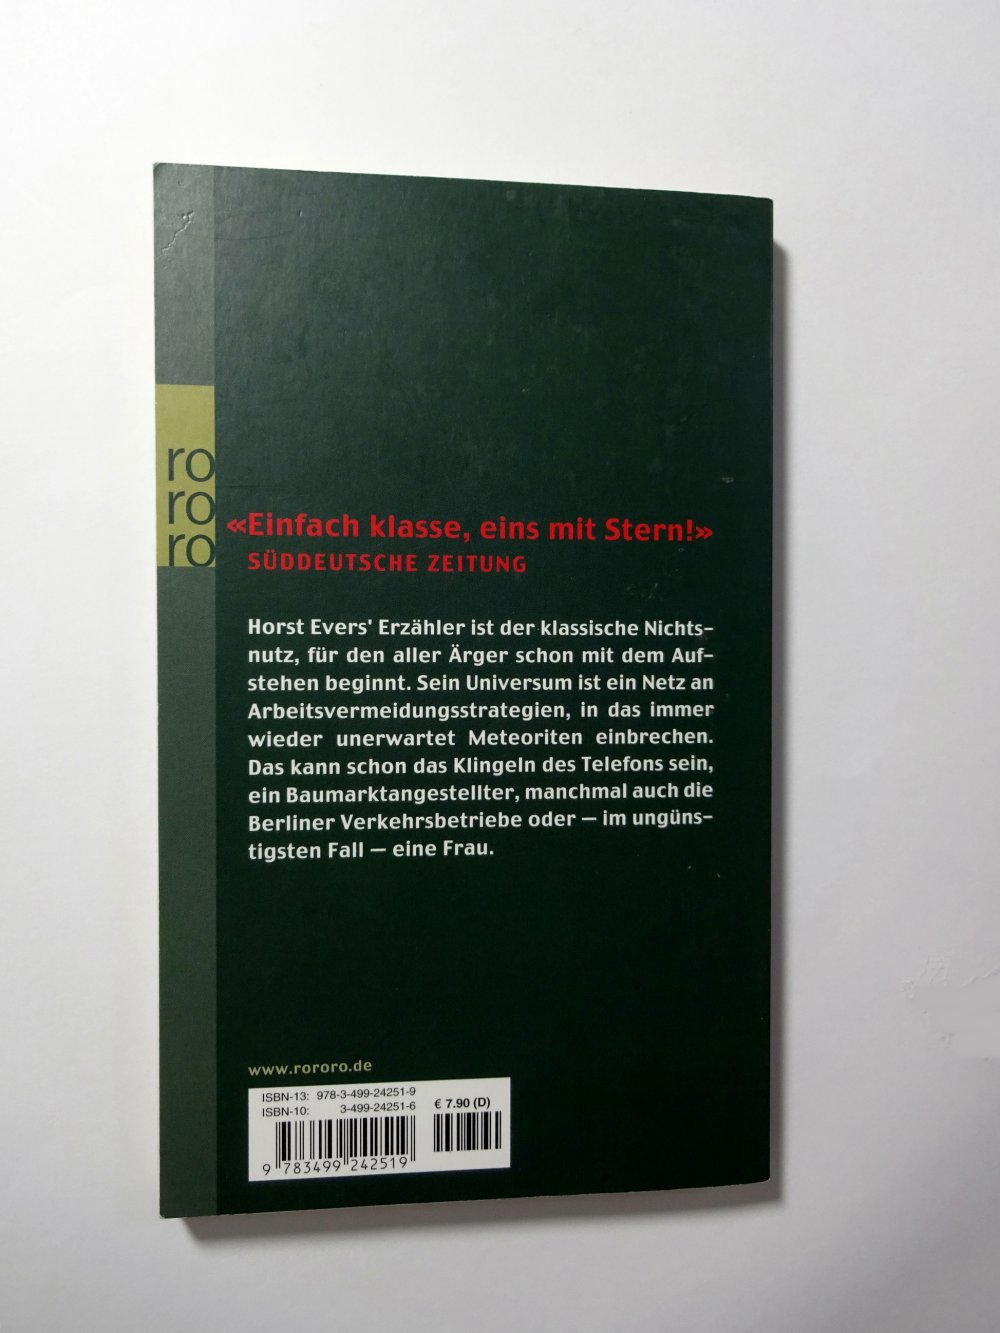 ro
ro
ro
«Einfach klasse, eins mit Stern!»
SÜDDEUTSCHE ZEITUNG
Horst Evers' Erzähler ist der klassische Nichts-
nutz, für den aller Ärger schon mit dem Auf-
stehen beginnt. Sein Universum ist ein Netz an
Arbeitsvermeidungsstrategien, in das immer
wieder unerwartet Meteoriten einbrechen.
Das kann schon das Klingeln des Telefons sein,
ein Baumarktangestellter, manchmal auch die
Berliner Verkehrsbetriebe oder – im ungüns-
tigsten Fall – eine Frau.
www.rororo.de
ISBN-13: 978-3-499-24251-9
ISBN-10: 3-499-24251-6
€ 7.90 (D)
9 783499 242519